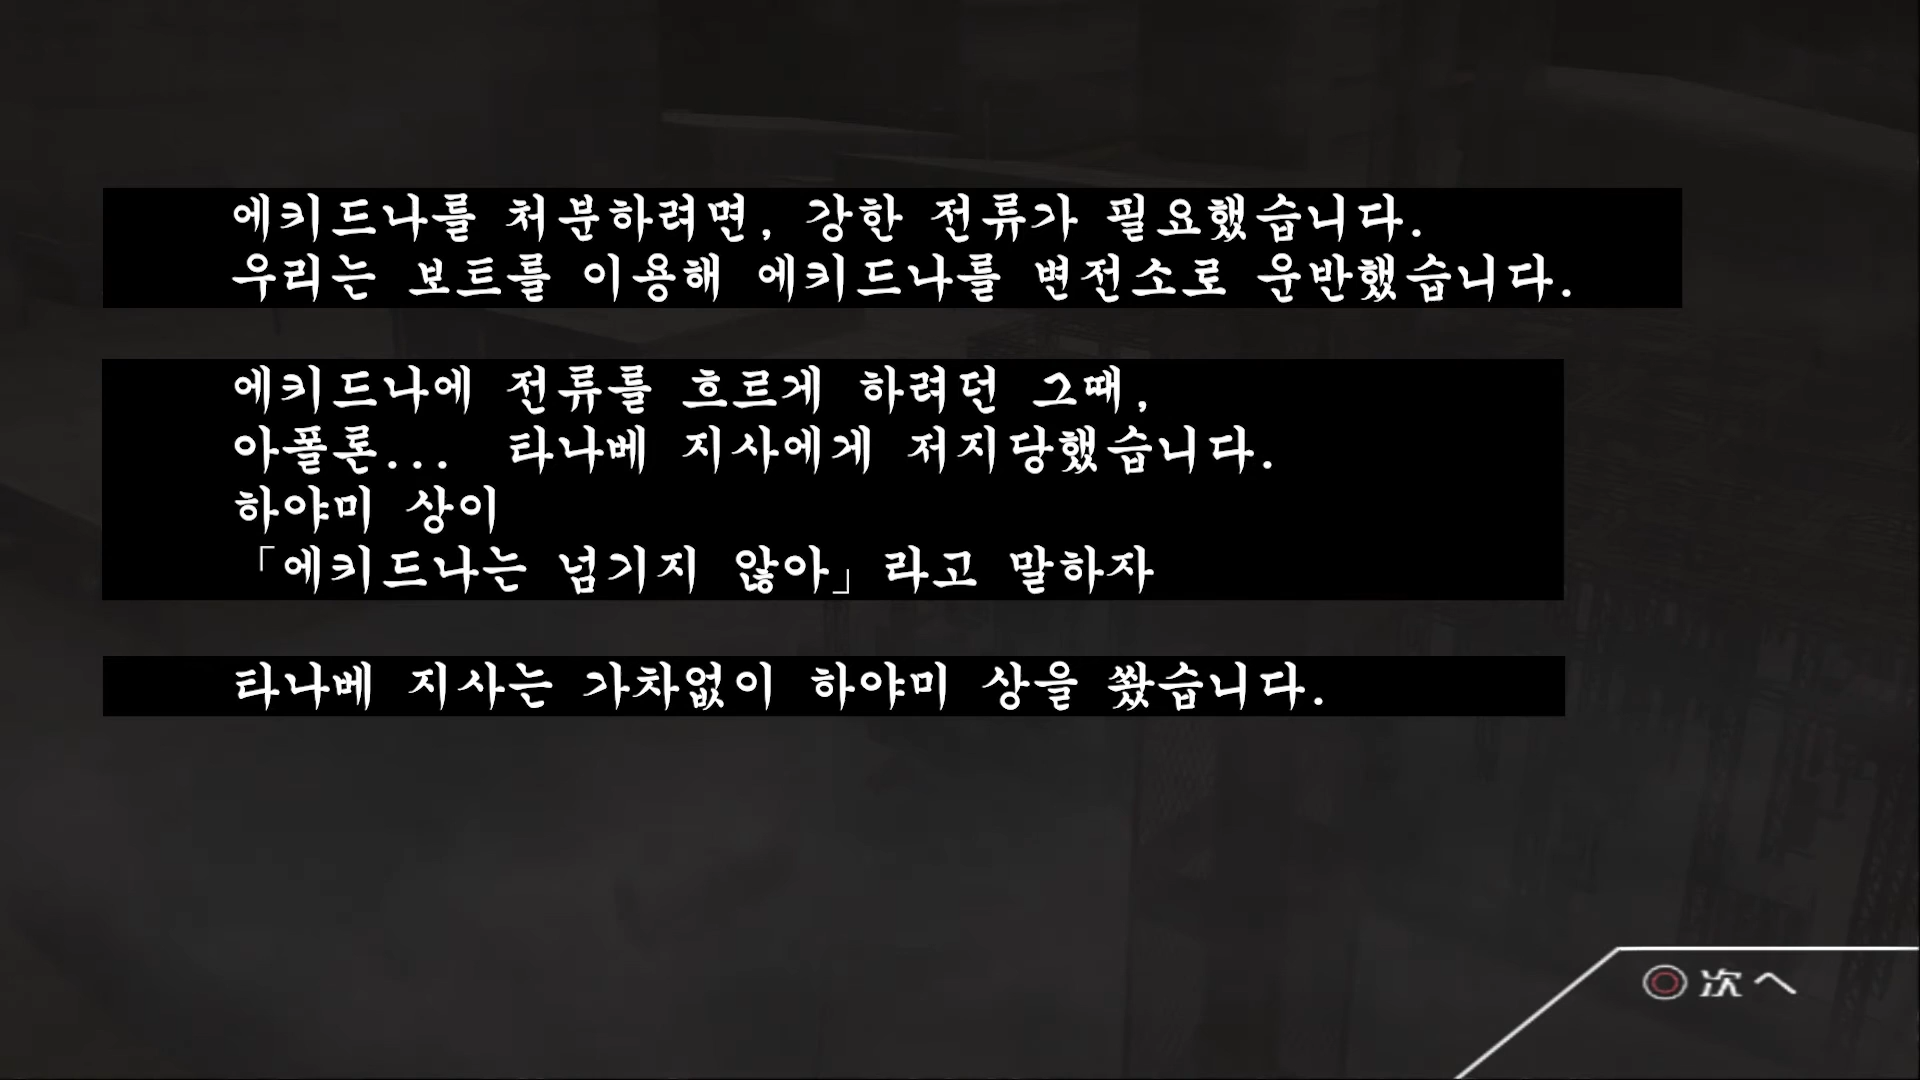 에키드나를 처분하려면, 강한 전류가 필요했습니다.
우리는 보트를 이용해 에키드나를 변전소로 운반했습니다.
에키드나에 전류를 흐르게 하려던 그때,
아폴론... 타나베 지사에게 저지당했습니다.
하야미 상이
「에키드나는 넘기지 않아」라고 말하자
타나베 지사는 가차없이 하야미 상을 쐈습니다.
次へ